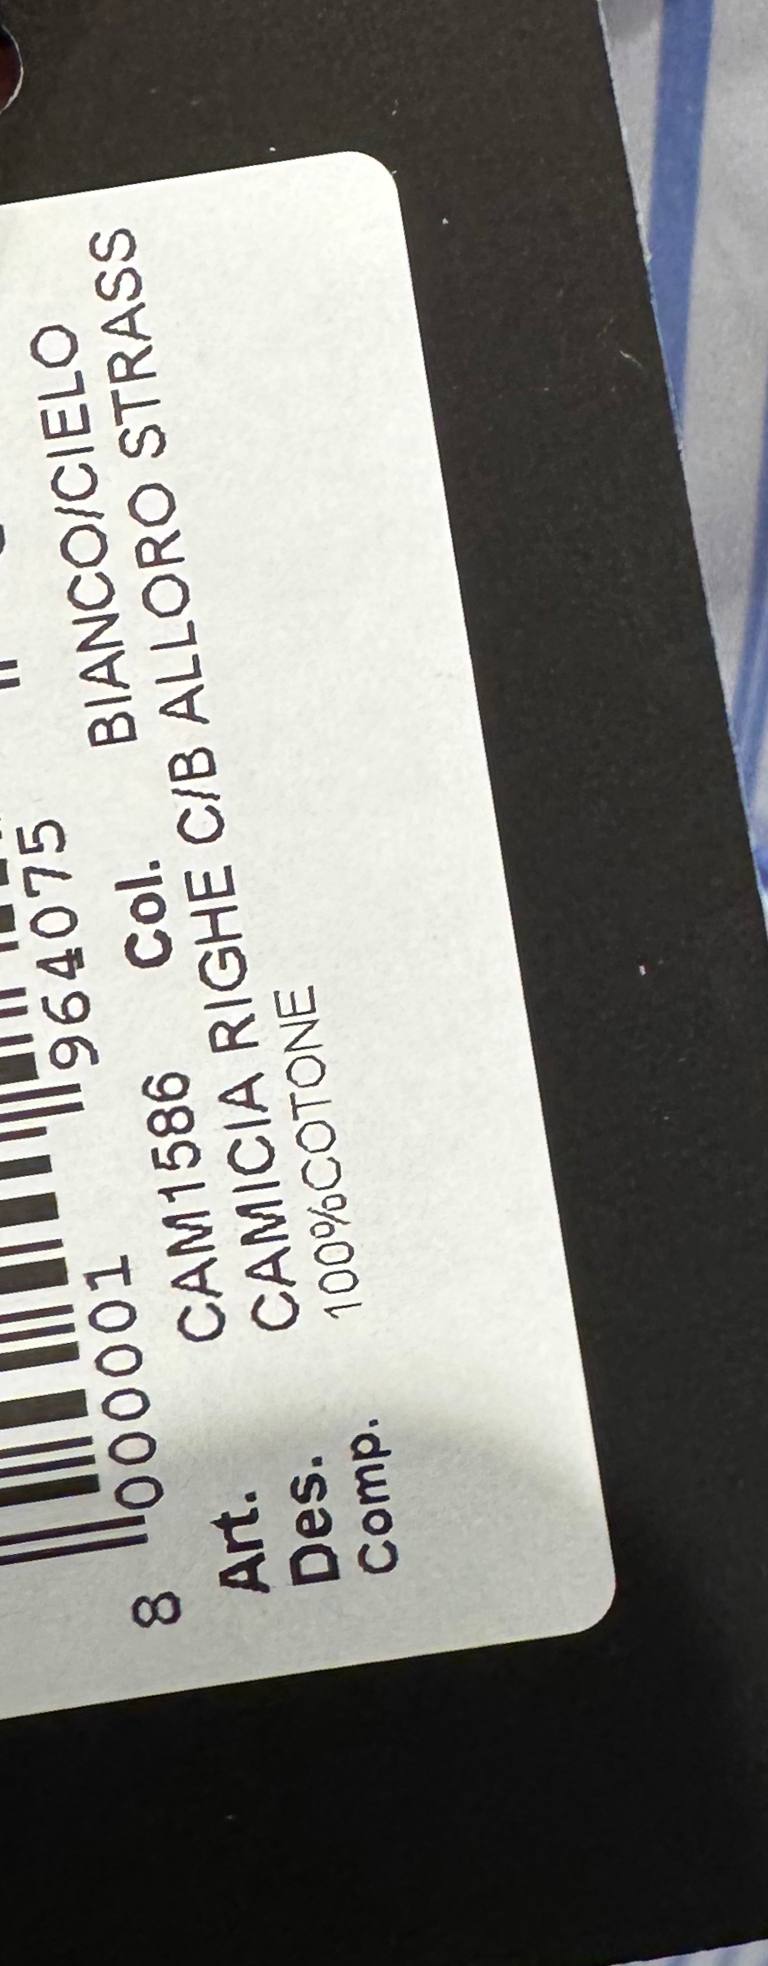 8 000001 964075
Art. CAM1586 Col. BIANCO/CIELO
Des. CAMICIA RIGHE C/B ALLORO STRASS
Comp. 100%COTONE